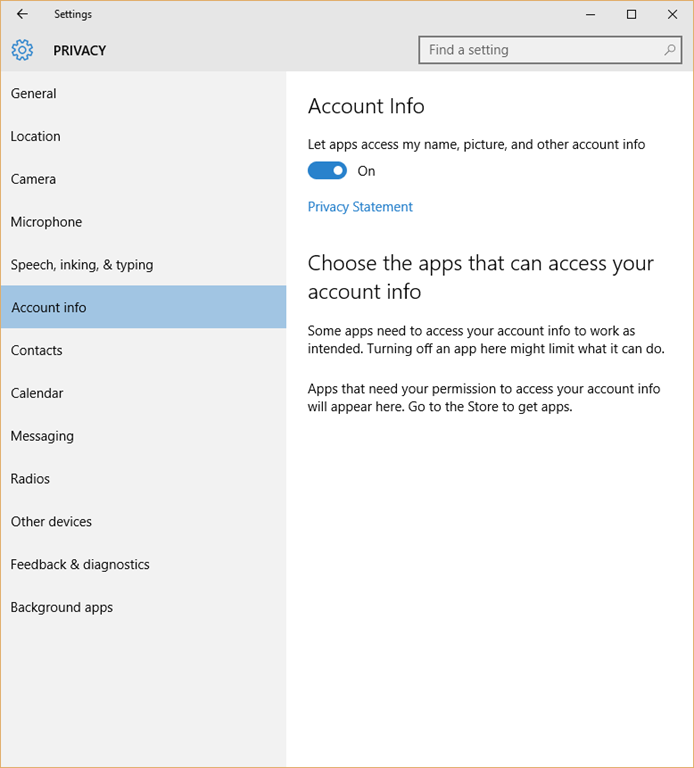 Settings
PRIVACY
Find a setting
General
Location
Camera
Microphone
Speech, inking, & typing
Account info
Contacts
Calendar
Messaging
Radios
Other devices
Feedback & diagnostics
Background apps
Account Info
Let apps access my name, picture, and other account info
On
Privacy Statement
Choose the apps that can access your
account info
Some apps need to access your account info to work as
intended. Turning off an app here might limit what it can do.
Apps that need your permission to access your account info
will appear here. Go to the Store to get apps.